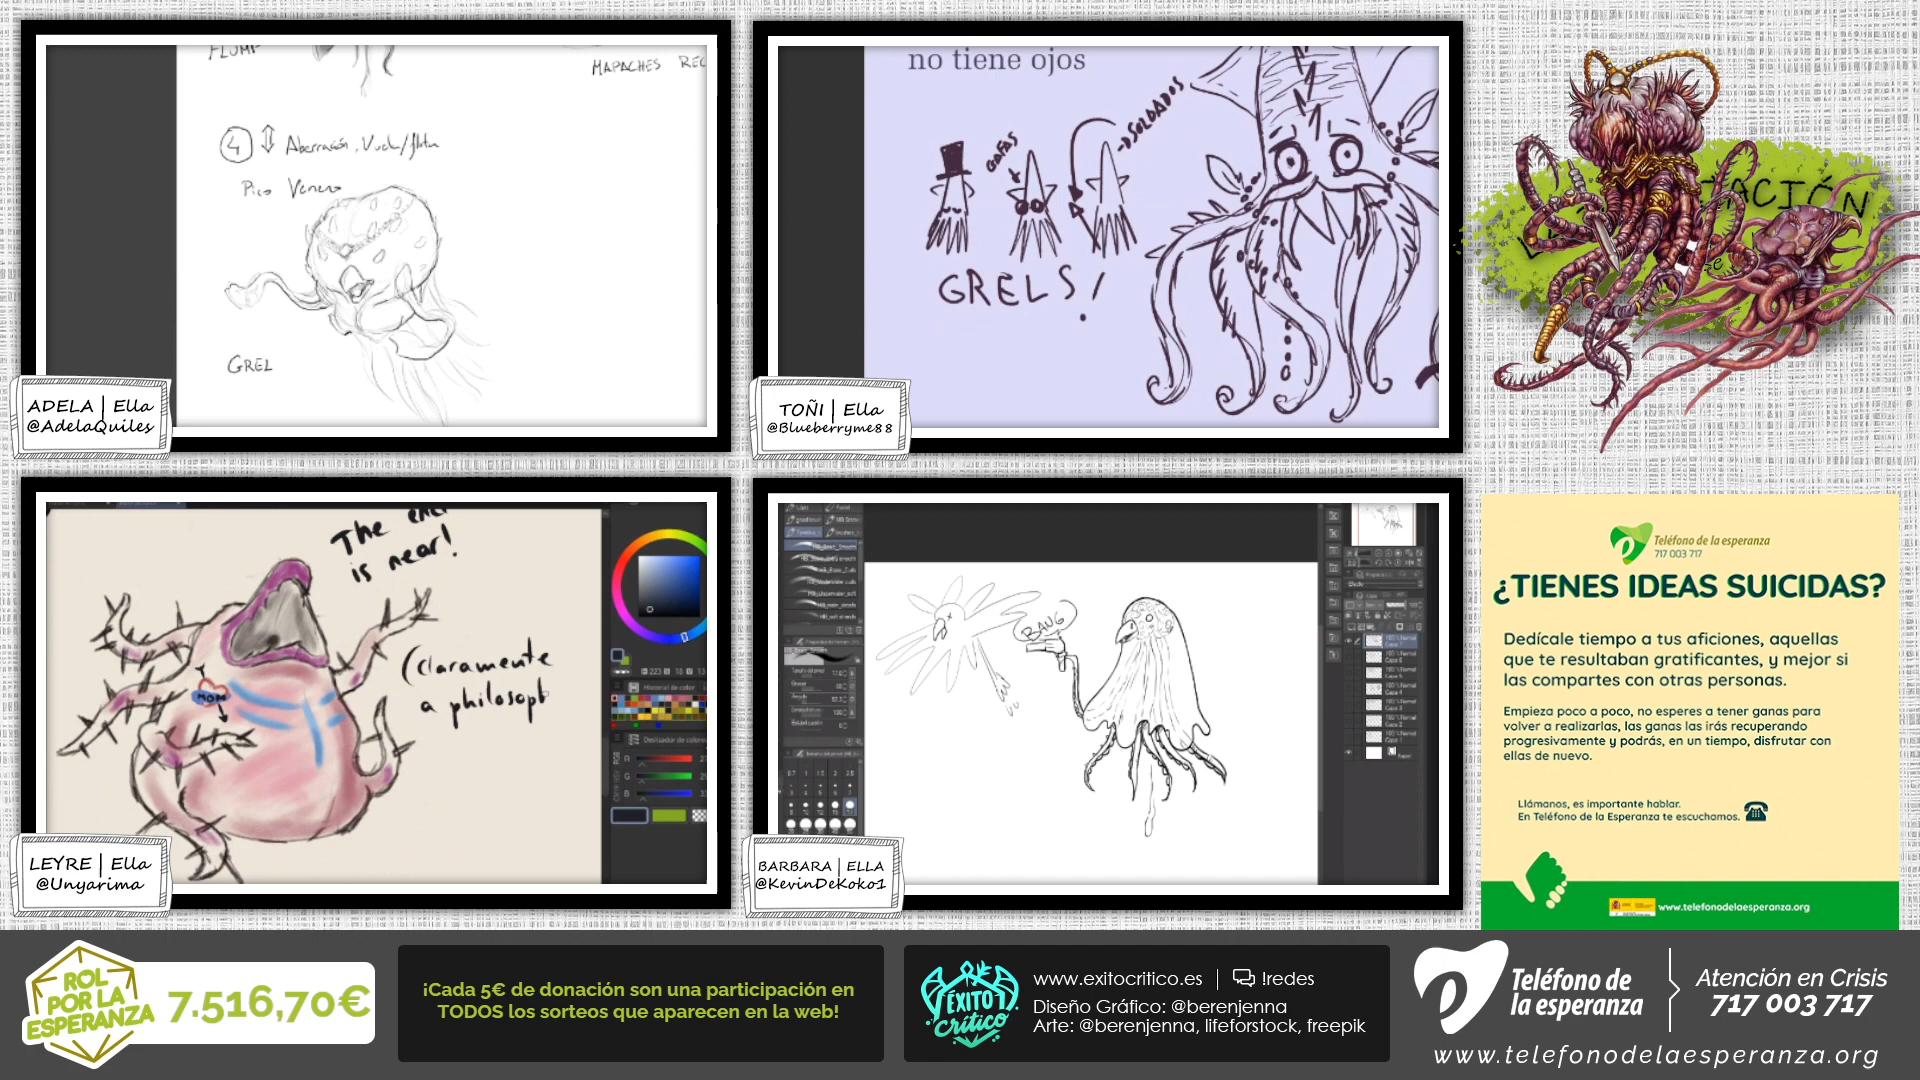 FLUMF
MAPACHES REC
4
Aberración, Vuela/flota
Pico Veneno
GREL
ADELA | Ella
@AdelaQuiles
no tiene ojos
GAFAS
SOLDADOS
GRELS!
TOÑI | Ella
@Blueberryme88
The
is near!
MOM
(claramente
a philosoph
LEYRE | Ella
@Unyarima
BANG
BARBARA | ELLA
@KevinDeKoko1
Teléfono de la esperanza
717 003 717
¿TIENES IDEAS SUICIDAS?
Dedícale tiempo a tus aficiones, aquellas
que te resultaban gratificantes, y mejor si
las compartes con otras personas.
Empieza poco a poco, no esperes a tener ganas para
volver a realizarlas, las ganas las irás recuperando
progresivamente y podrás, en un tiempo, disfrutar con
ellas de nuevo.
Llámanos, es importante hablar.
En Teléfono de la Esperanza te escuchamos.
www.telefonodelaesperanza.org
ROL
POR LA
ESPERANZA
7.516,70€
¡Cada 5€ de donación son una participación en
TODOS los sorteos que aparecen en la web!
ÉXITO
Crítico
www.exitocritico.es | !redes
Diseño Gráfico: @berenjenna
Arte: @berenjenna, lifeforstock, freepik
Teléfono de
la esperanza
Atención en Crisis
717 003 717
www.telefonodelaesperanza.org